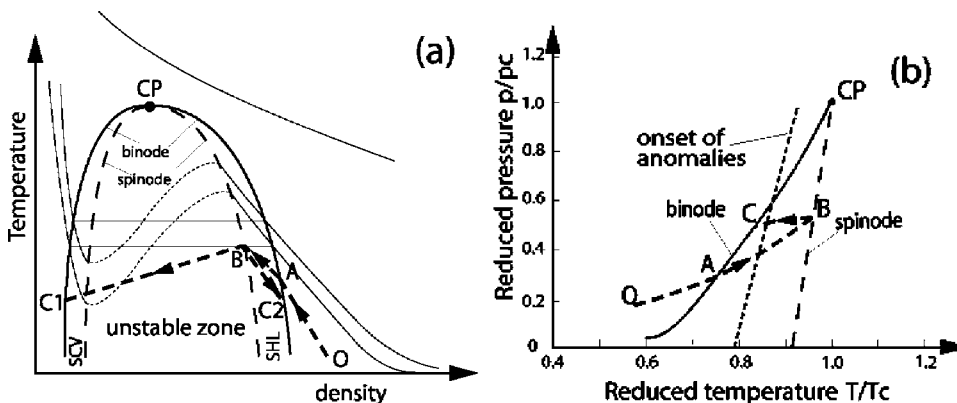 (a)
CP
Temperature
binode
spinode
B
A
C1
C2
unstable zone
SCV
SHL
O
density
(b)
Reduced pressure p/pc
1.2
1.0
0.8
0.6
0.4
0.2
0
CP
onset of
anomalies
binode
C
B
spinode
A
O
0.4
0.6
0.8
1.0
1.2
Reduced temperature T/Tc